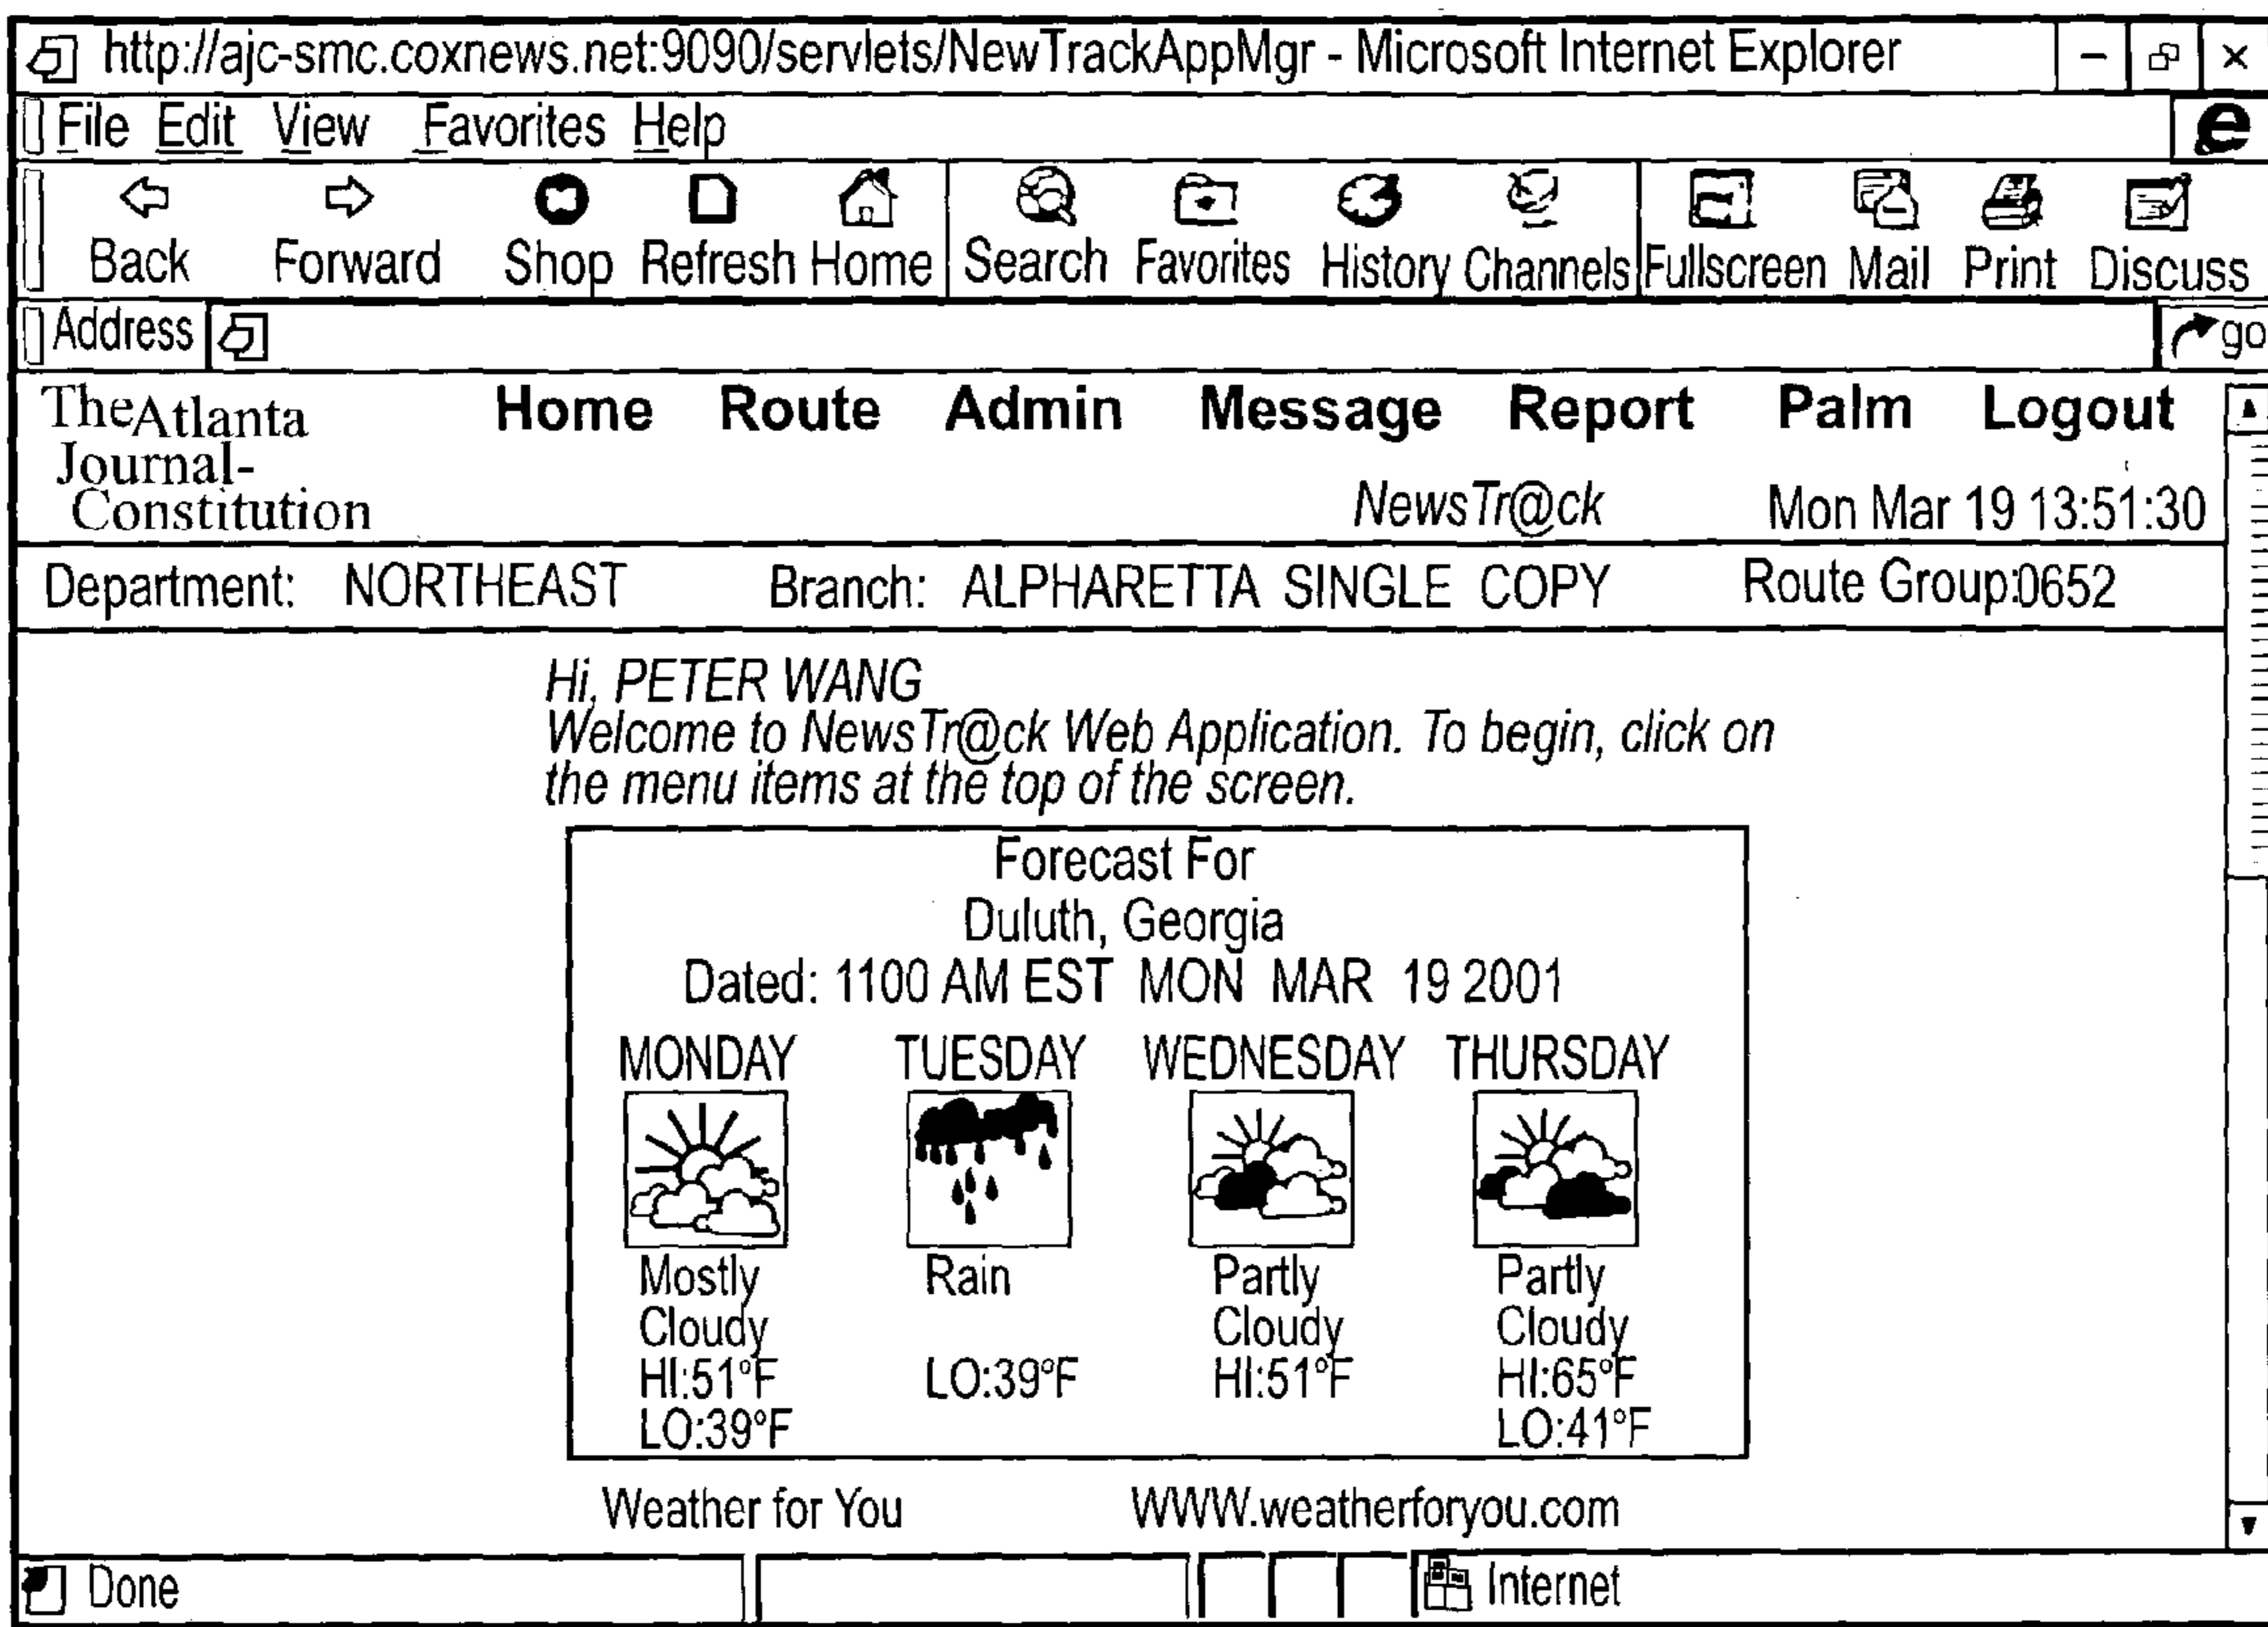 http://ajc-smc.coxnews.net:9090/servlets/NewTrackAppMgr - Microsoft Internet Explorer
File Edit View Favorites Help
Back Forward Shop Refresh Home Search Favorites History Channels Fullscreen Mail Print Discuss
Address go
The Atlanta
Journal-
Constitution
Home Route Admin Message Report Palm Logout
NewsTr@ck Mon Mar 19 13:51:30
Department: NORTHEAST Branch: ALPHARETTA SINGLE COPY Route Group:0652
Hi, PETER WANG
Welcome to NewsTr@ck Web Application. To begin, click on
the menu items at the top of the screen.
Forecast For
Duluth, Georgia
Dated: 1100 AM EST MON MAR 19 2001
MONDAY TUESDAY WEDNESDAY THURSDAY
Mostly Rain Partly Partly
Cloudy Cloudy Cloudy
HI:51°F LO:39°F HI:51°F HI:65°F
LO:39°F LO:41°F
Weather for You WWW.weatherforyou.com
Done Internet